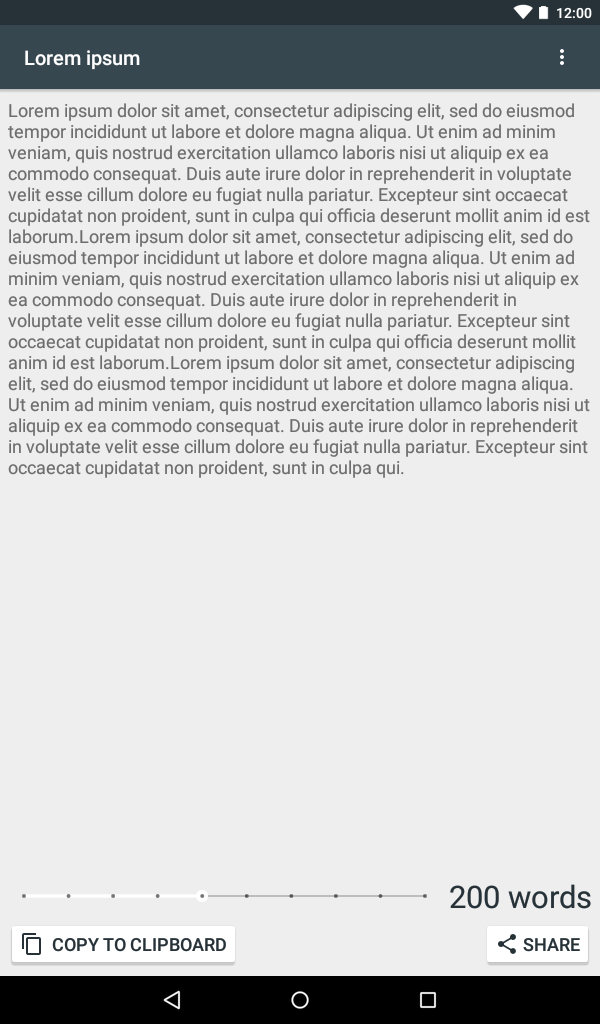 12:00
Lorem ipsum
Lorem ipsum dolor sit amet, consectetur adipiscing elit, sed do eiusmod
tempor incididunt ut labore et dolore magna aliqua. Ut enim ad minim
veniam, quis nostrud exercitation ullamco laboris nisi ut aliquip ex ea
commodo consequat. Duis aute irure dolor in reprehenderit in voluptate
velit esse cillum dolore eu fugiat nulla pariatur. Excepteur sint occaecat
cupidatat non proident, sunt in culpa qui officia deserunt mollit anim id est
laborum.Lorem ipsum dolor sit amet, consectetur adipiscing elit, sed do
eiusmod tempor incididunt ut labore et dolore magna aliqua. Ut enim ad
minim veniam, quis nostrud exercitation ullamco laboris nisi ut aliquip ex
ea commodo consequat. Duis aute irure dolor in reprehenderit in
voluptate velit esse cillum dolore eu fugiat nulla pariatur. Excepteur sint
occaecat cupidatat non proident, sunt in culpa qui officia deserunt mollit
anim id est laborum.Lorem ipsum dolor sit amet, consectetur adipiscing
elit, sed do eiusmod tempor incididunt ut labore et dolore magna aliqua.
Ut enim ad minim veniam, quis nostrud exercitation ullamco laboris nisi ut
aliquip ex ea commodo consequat. Duis aute irure dolor in reprehenderit
in voluptate velit esse cillum dolore eu fugiat nulla pariatur. Excepteur sint
occaecat cupidatat non proident, sunt in culpa qui.
200 words
COPY TO CLIPBOARD
SHARE